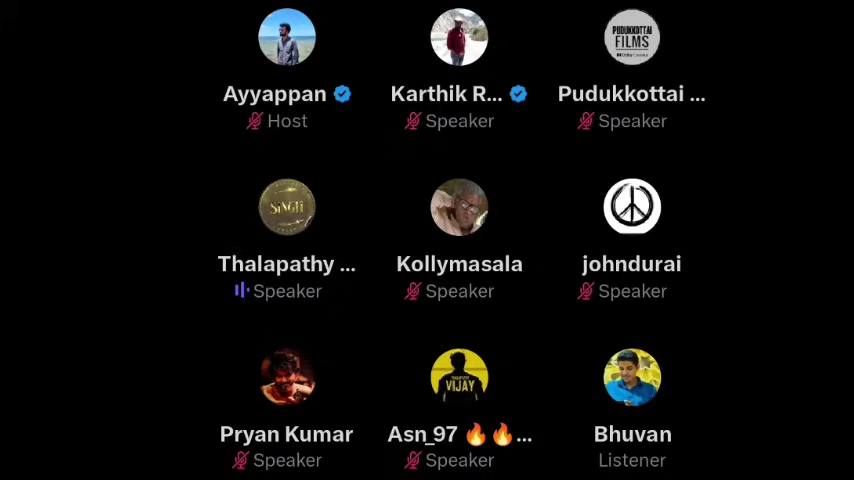 PUDUKKOTTAI
FILMS
Ayyappan
Karthik R...
Pudukkottai ...
Host
Speaker
Speaker
SiNGH
Thalapathy ...
Kollymasala
johndurai
Speaker
Speaker
Speaker
VIJAY
Pryan Kumar
Asn_97 🔥🔥...
Bhuvan
Speaker
Speaker
Listener